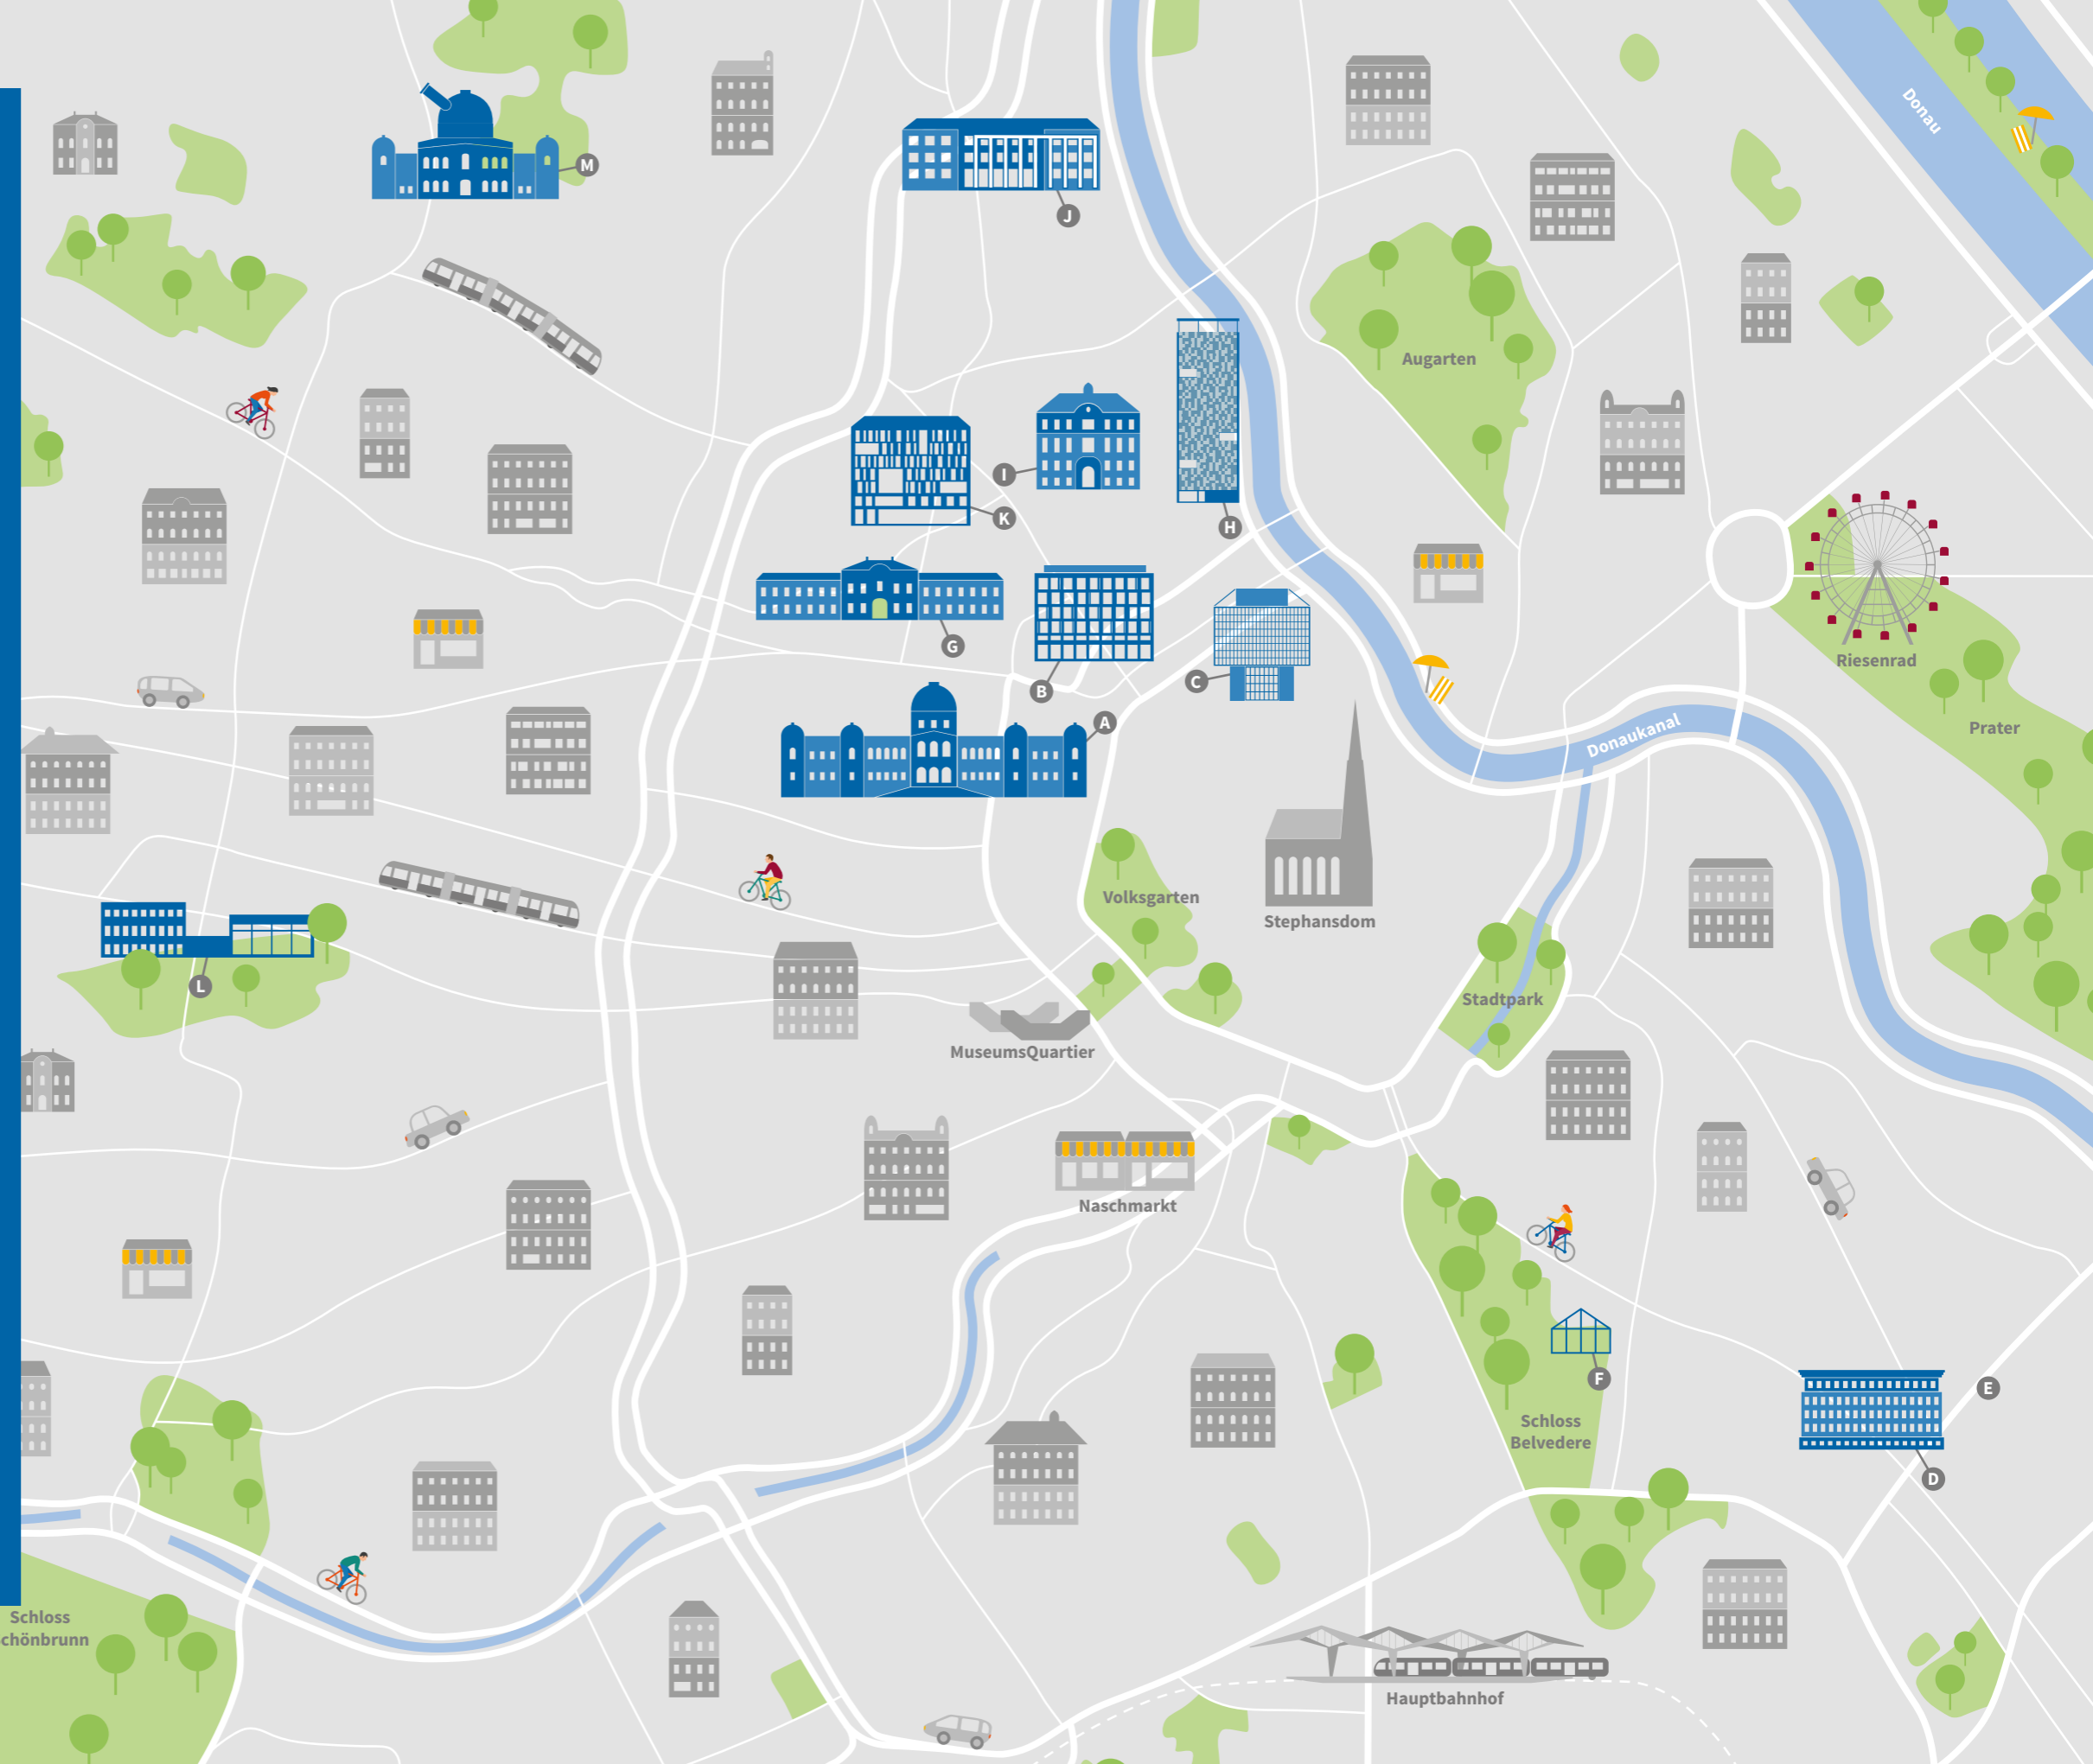 Donau
M
J
Augarten
I
K
H
G
Riesenrad
B
C
A
Prater
Donaukanal
Volksgarten
Stephansdom
L
Stadtpark
MuseumsQuartier
Naschmarkt
F
E
Schloss
Belvedere
D
Schloss
chönbrunn
Hauptbahnhof